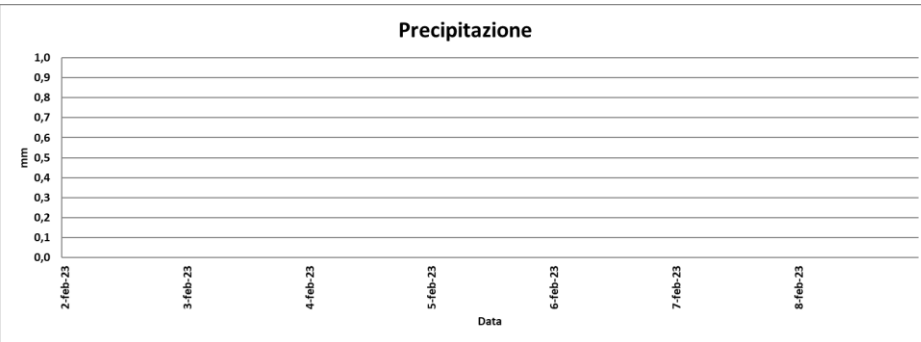 Precipitazione
1,0
0,9
0,8
0,7
0,6
0,5
0,4
0,3
0,2
0,1
0,0
mm
2-feb-23
3-feb-23
4-feb-23
5-feb-23
6-feb-23
7-feb-23
8-feb-23
Data